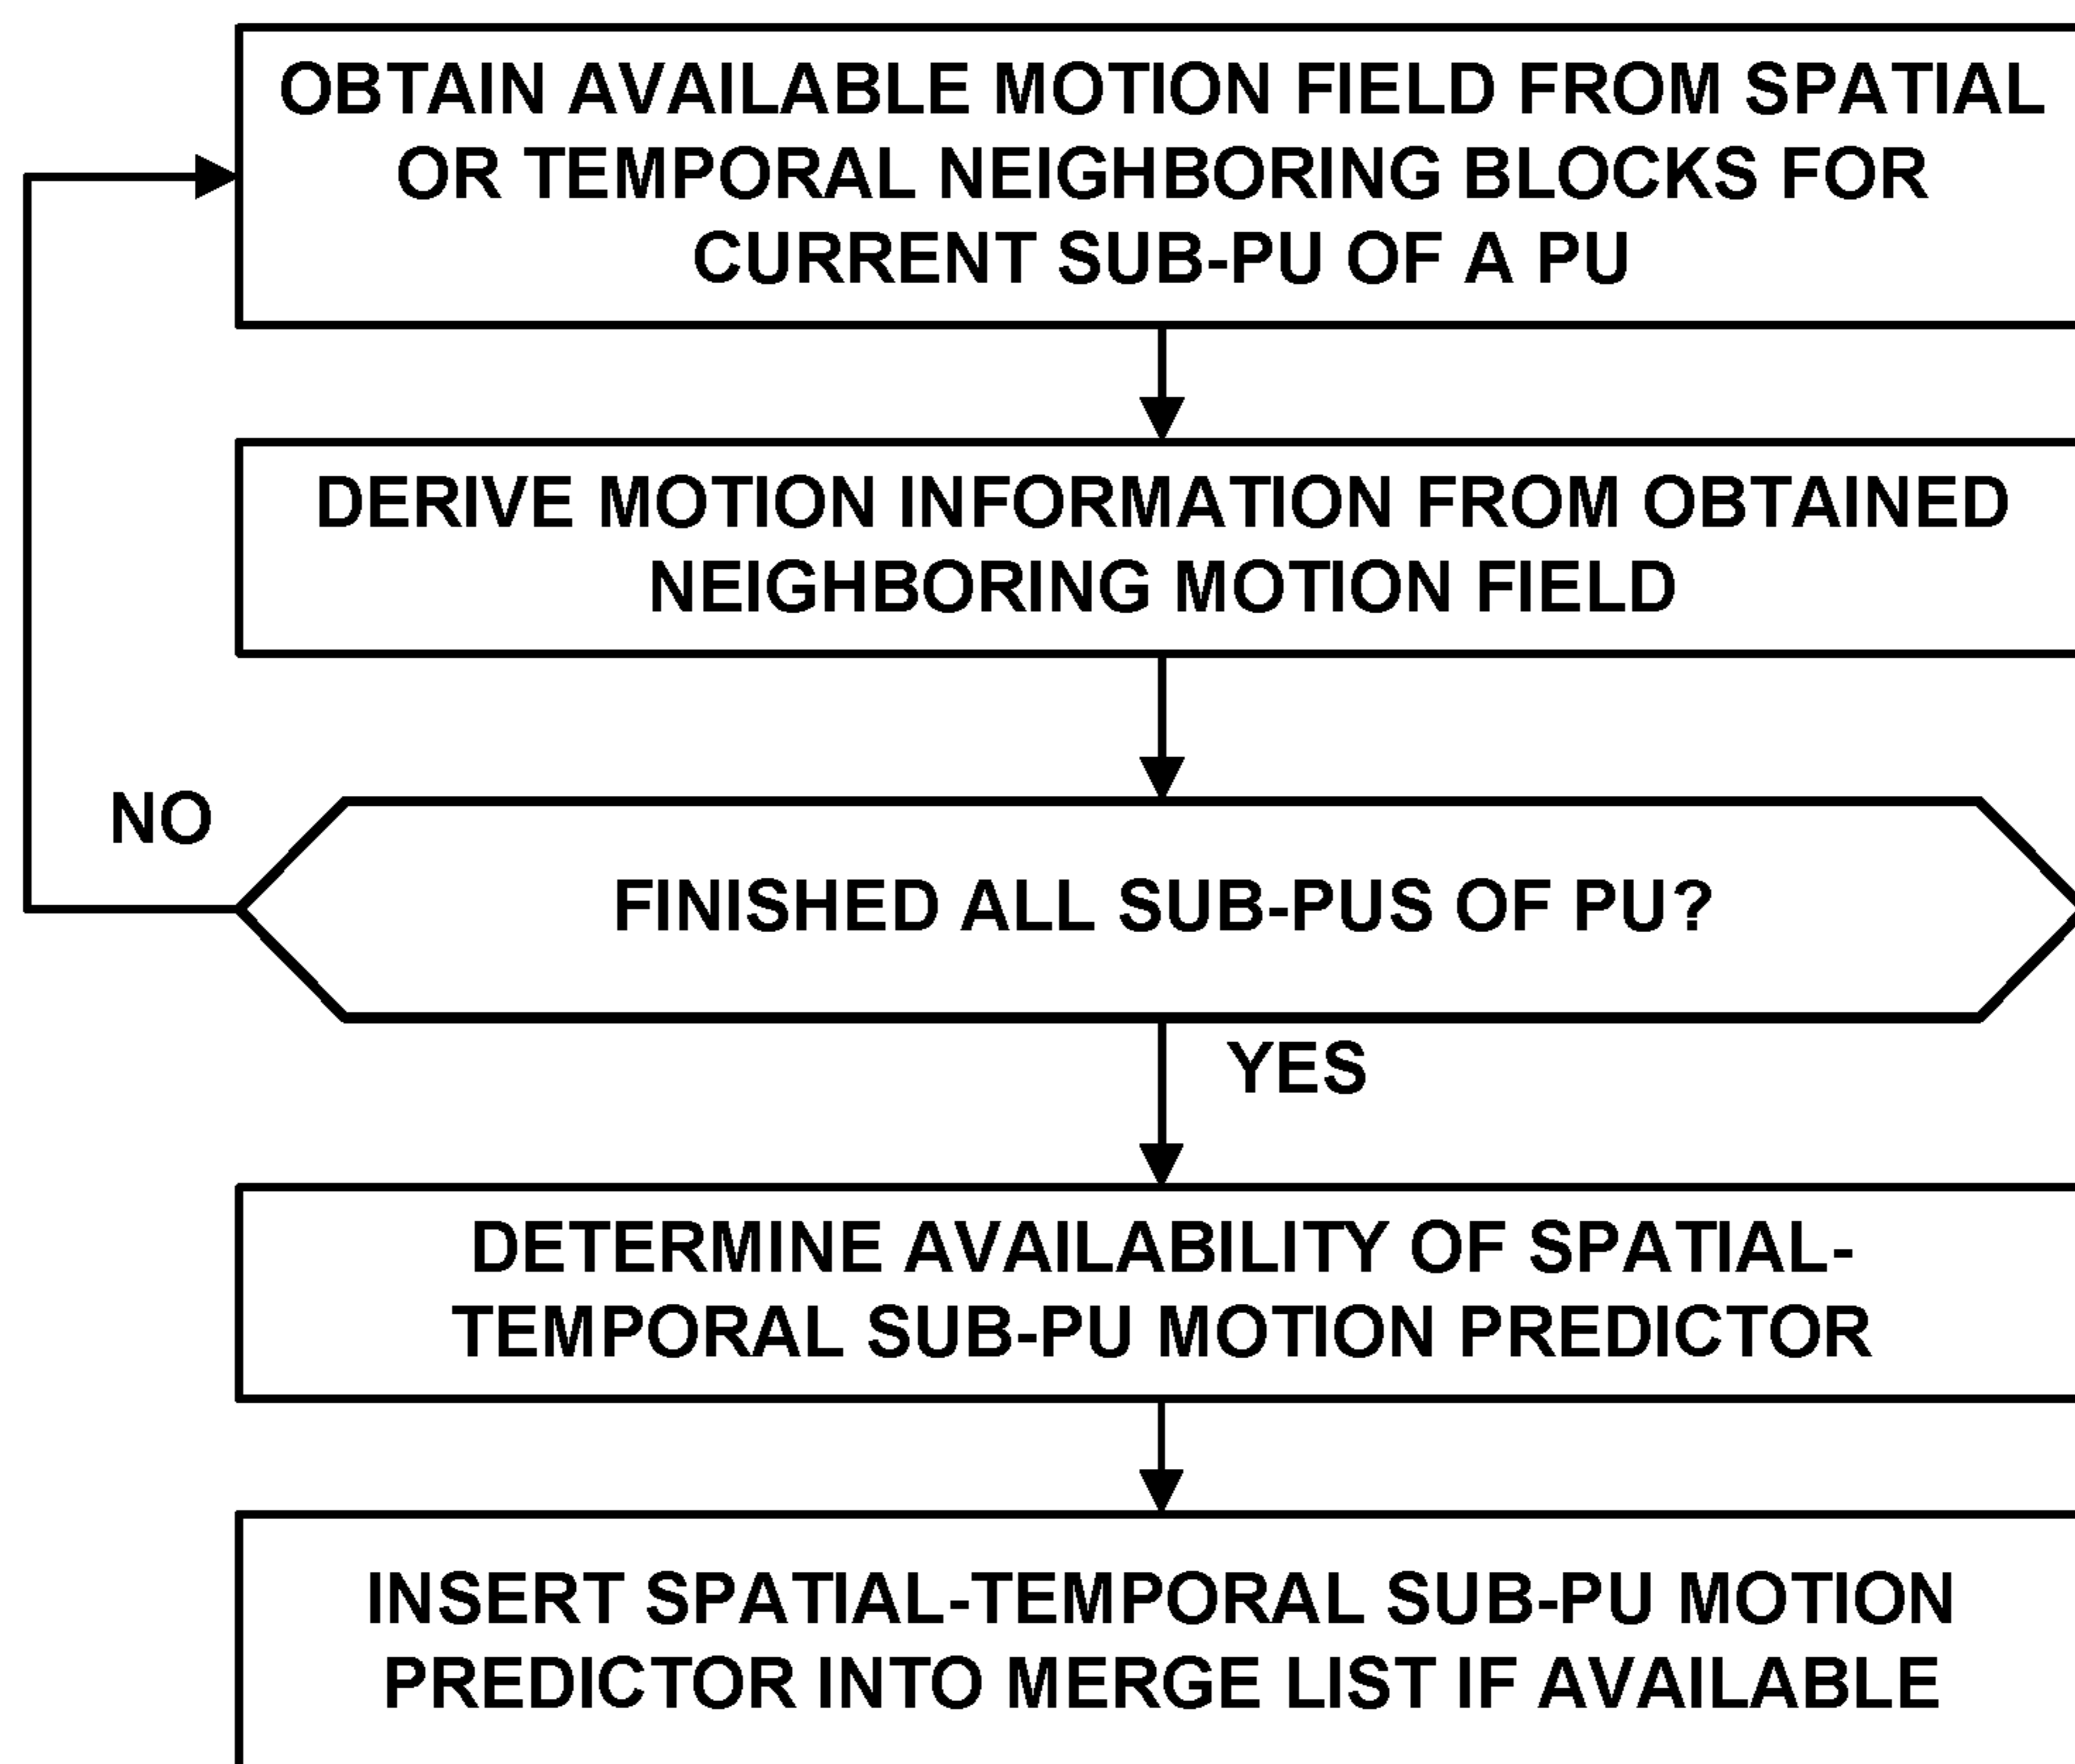 OBTAIN AVAILABLE MOTION FIELD FROM SPATIAL
OR TEMPORAL NEIGHBORING BLOCKS FOR
CURRENT SUB-PU OF A PU
DERIVE MOTION INFORMATION FROM OBTAINED
NEIGHBORING MOTION FIELD
NO
FINISHED ALL SUB-PUS OF PU?
YES
DETERMINE AVAILABILITY OF SPATIAL-
TEMPORAL SUB-PU MOTION PREDICTOR
INSERT SPATIAL-TEMPORAL SUB-PU MOTION
PREDICTOR INTO MERGE LIST IF AVAILABLE